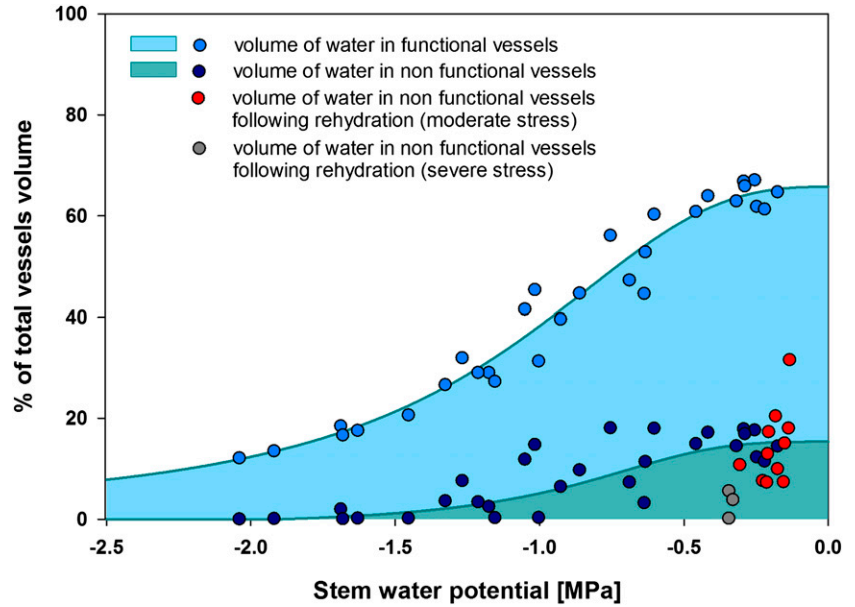 100
80
60
40
20
0
% of total vessels volume
volume of water in functional vessels
volume of water in non functional vessels
volume of water in non functional vessels
following rehydration (moderate stress)
volume of water in non functional vessels
following rehydration (severe stress)
-2.5 -2.0 -1.5 -1.0 -0.5 0.0
Stem water potential [MPa]